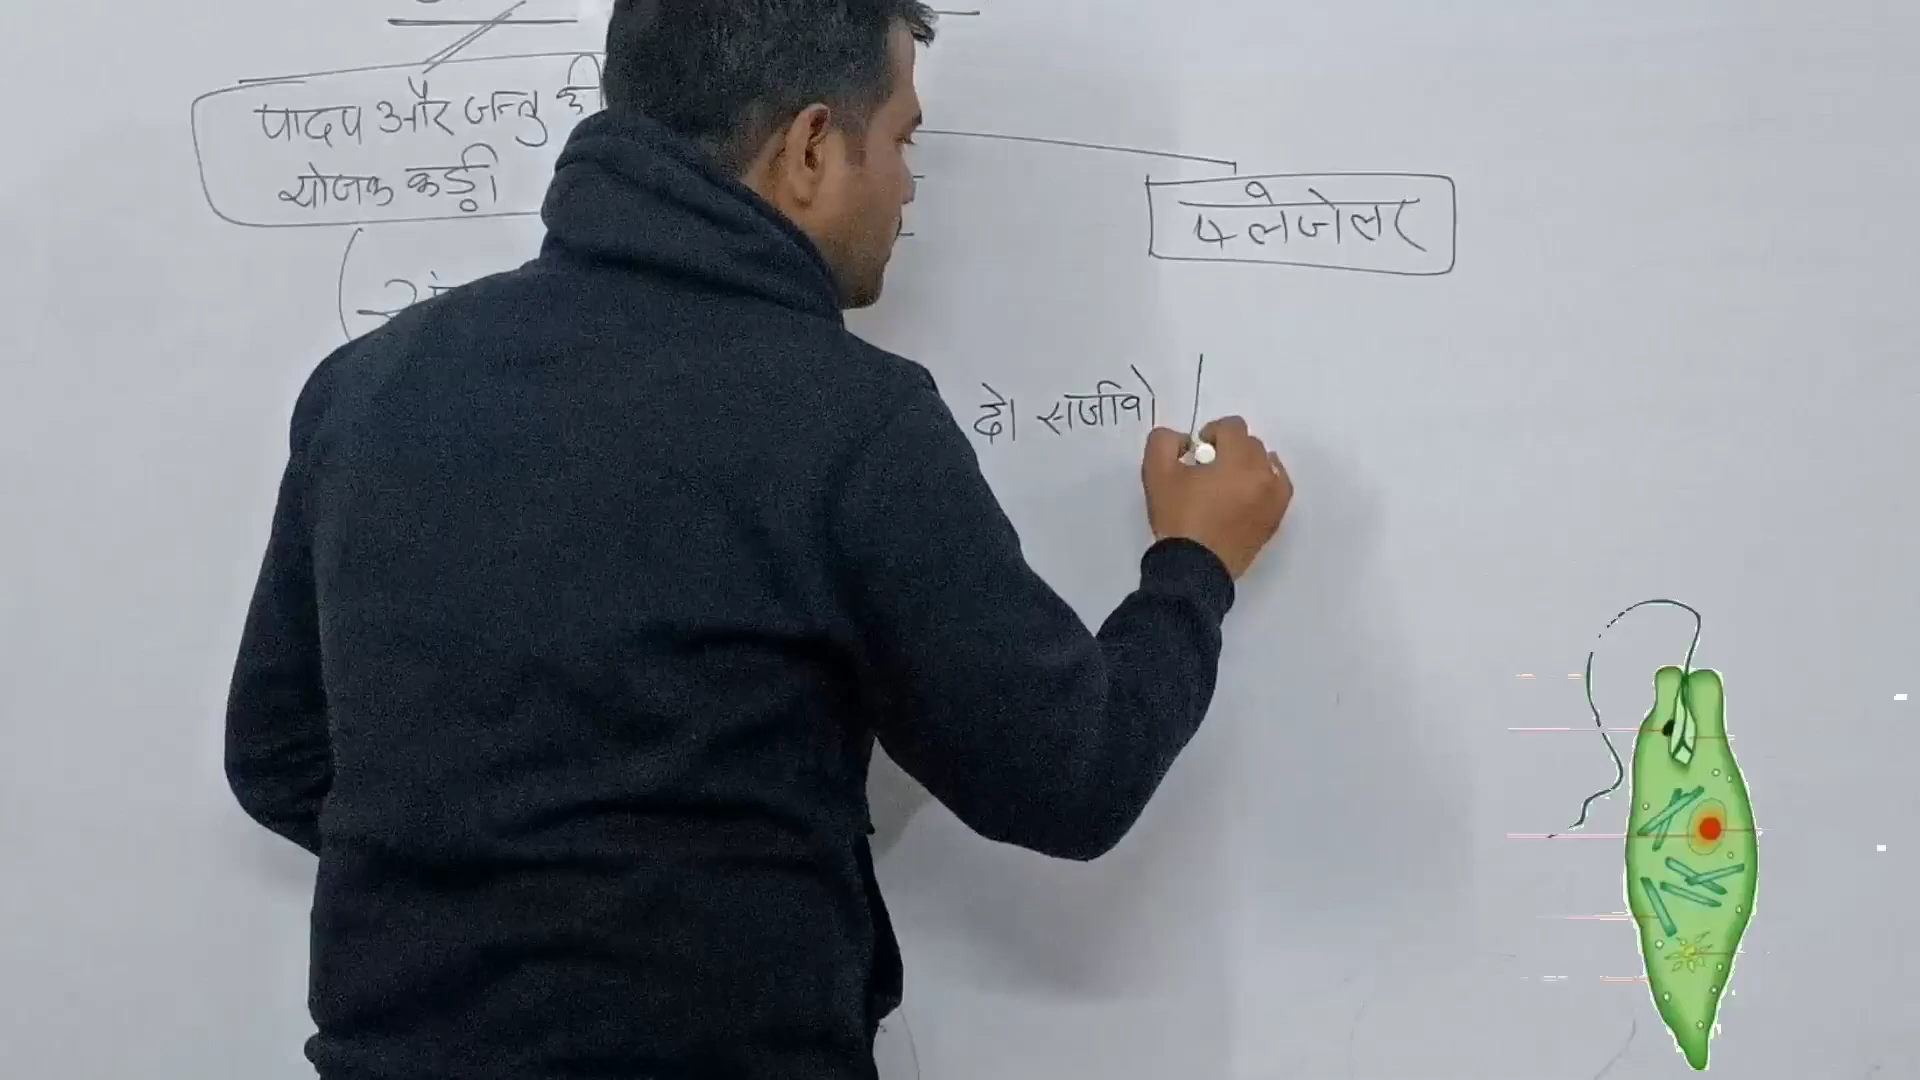 पादप और जन्तु की
योजक कड़ी
फ्लेजेलर
दो सजीवो